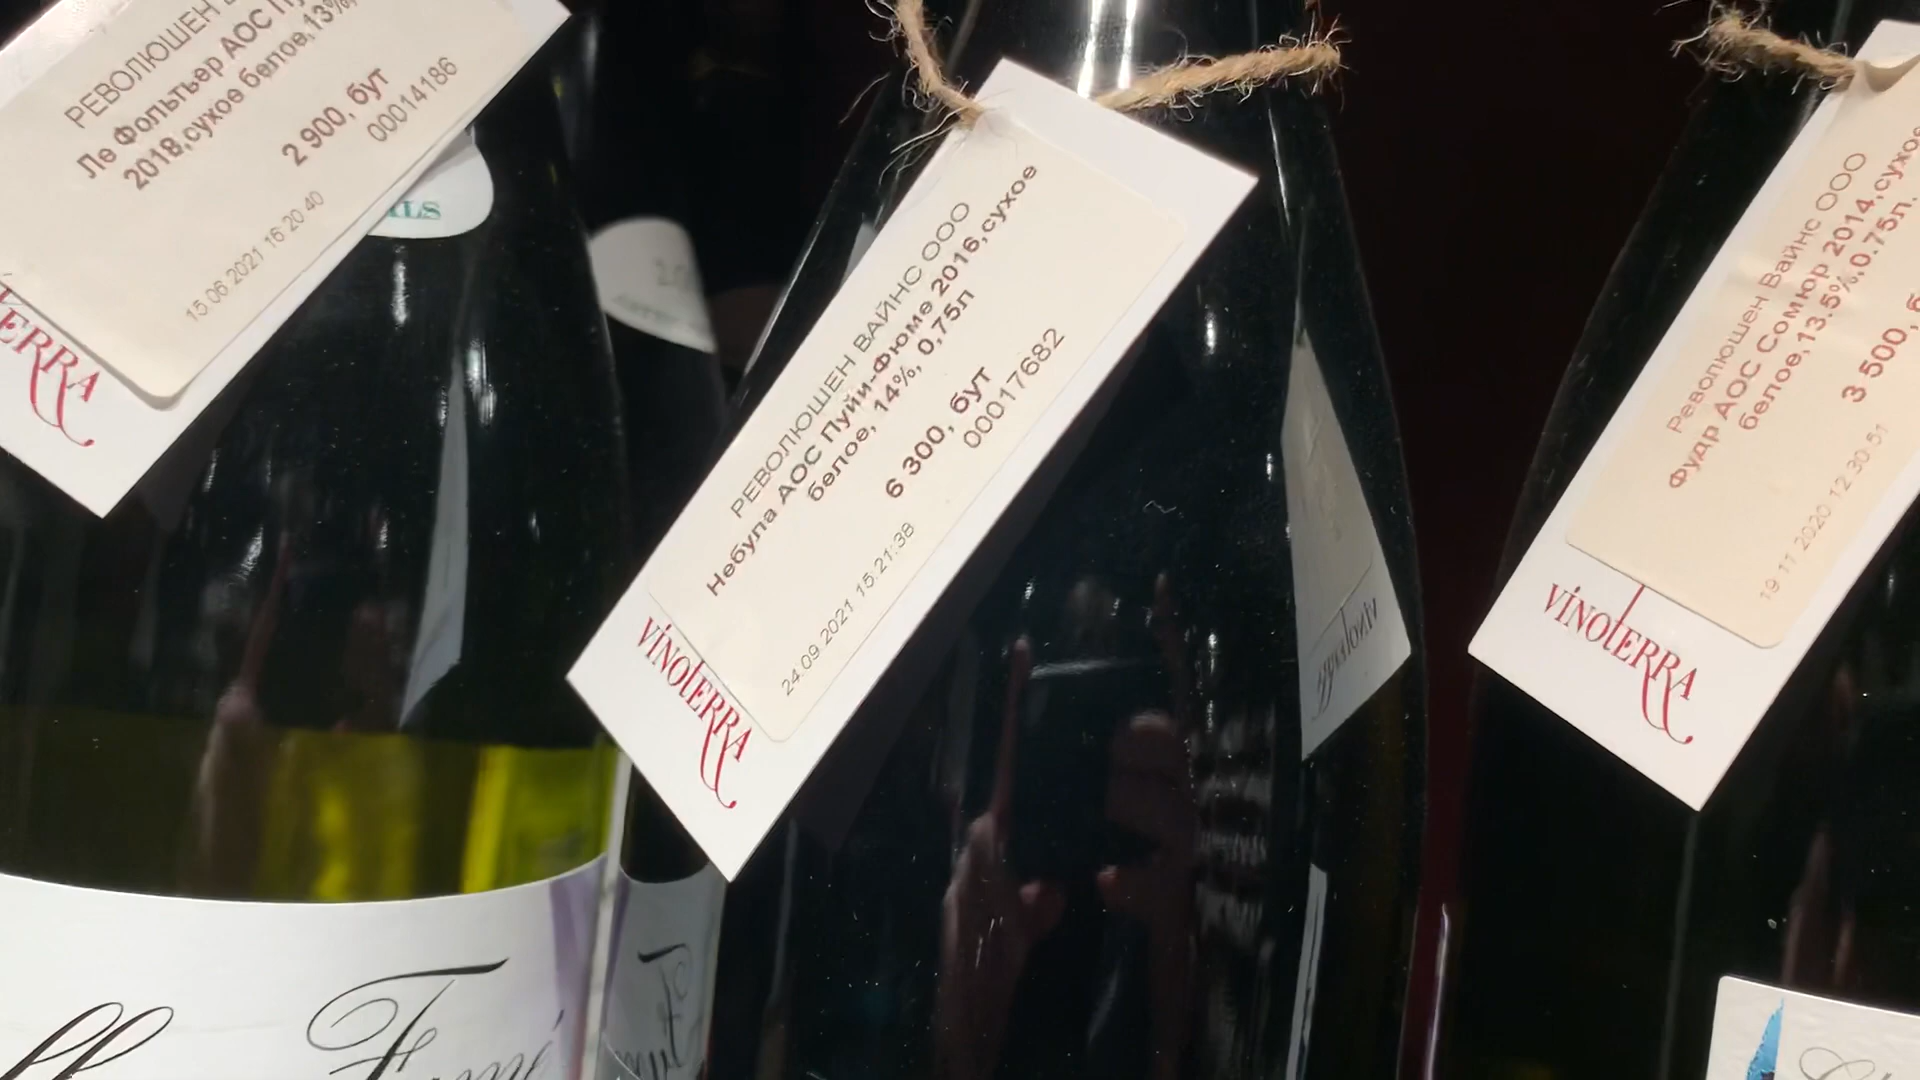 РЕВОЛЮШЕН
Ле Фольтьер АОС
2018,сухое белое,13%,
2 900, бут
00014186
15.06.2021 16:20:40
РЕВОЛЮШЕН ВАЙНС ООО
Небула АОС Пуйи-Фюме 2016,сухое
белое, 14%, 0,75л
6 300, бут
00017682
24.09.2021 15:21:38
VINOTERRA
Революшен Вайнс ООО
Фудр АОС Сомюр 2014,сухое
белое,13.5%,0.75л.
3 500,
19.11.2020 12:30:51
VINOTERRA
Fumé